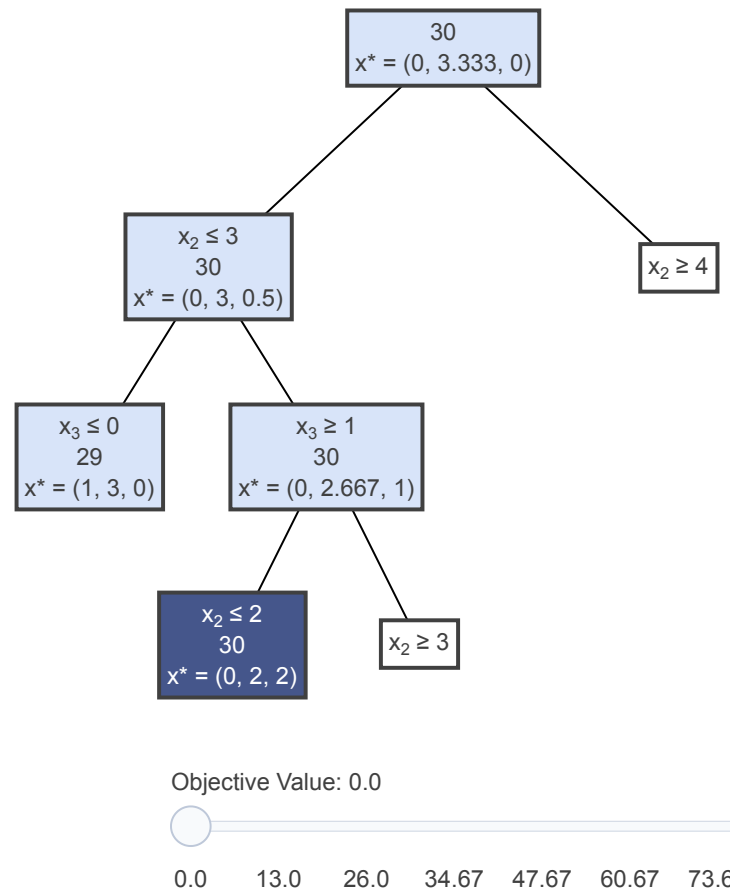 30
x* = (0, 3.333, 0)
x₂ ≤ 3
30
x* = (0, 3, 0.5)
x₂ ≥ 4
x₃ ≤ 0
29
x* = (1, 3, 0)
x₃ ≥ 1
30
x* = (0, 2.667, 1)
x₂ ≤ 2
30
x* = (0, 2, 2)
x₂ ≥ 3
Objective Value: 0.0
0.0 13.0 26.0 34.67 47.67 60.67